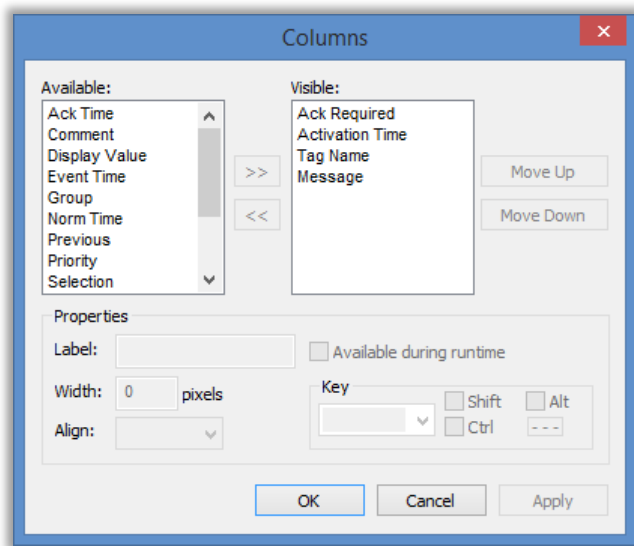 Columns
Available:
Visible:
Ack Time
Comment
Display Value
Event Time
Group
Norm Time
Previous
Priority
Selection
>>
<<
Ack Required
Activation Time
Tag Name
Message
Move Up
Move Down
Properties
Label:
Available during runtime
Width: 0 pixels
Align:
Key
Shift
Alt
Ctrl
---
OK
Cancel
Apply